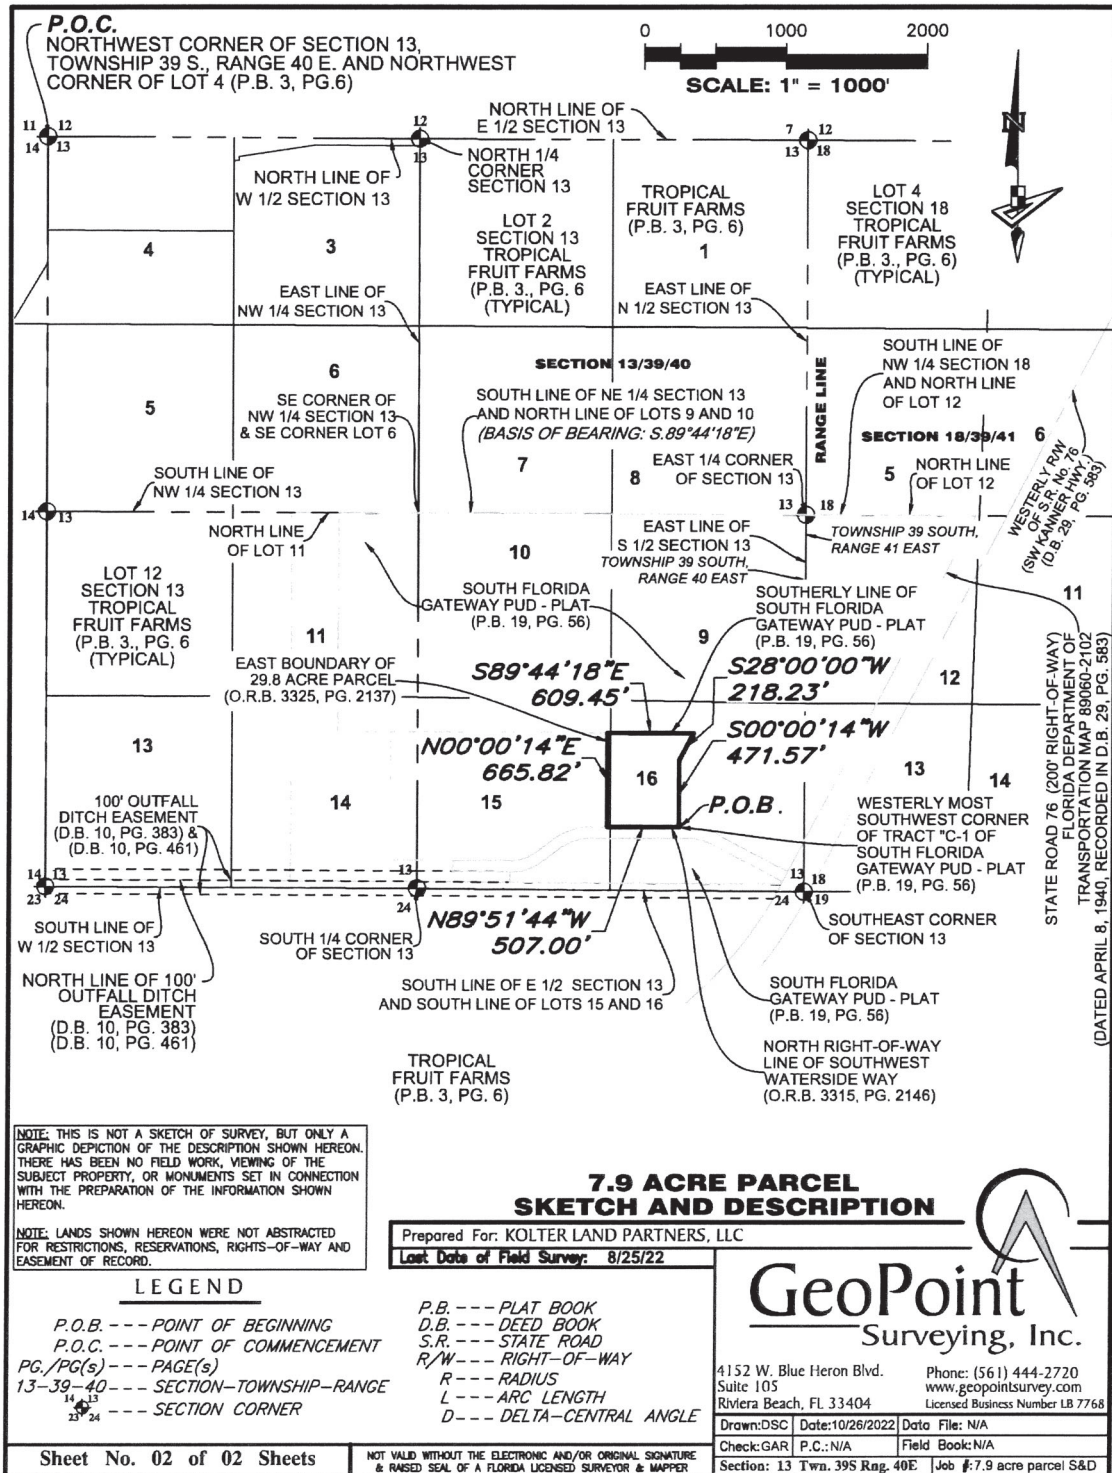 P.O.C.
NORTHWEST CORNER OF SECTION 13,
TOWNSHIP 39 S., RANGE 40 E. AND NORTHWEST
CORNER OF LOT 4 (P.B. 3, PG.6)
0 1000 2000
SCALE: 1" = 1000'
N
11 12
14 13
NORTH LINE OF
E 1/2 SECTION 13
12
13
7 12
13 18
NORTH LINE OF
W 1/2 SECTION 13
NORTH 1/4
CORNER
SECTION 13
4
3
LOT 2
SECTION 13
TROPICAL
FRUIT FARMS
(P.B. 3., PG. 6
(TYPICAL)
TROPICAL
FRUIT FARMS
(P.B. 3, PG. 6)
1
LOT 4
SECTION 18
TROPICAL
FRUIT FARMS
(P.B. 3., PG. 6)
(TYPICAL)
EAST LINE OF
NW 1/4 SECTION 13
EAST LINE OF
N 1/2 SECTION 13
5
6
SE CORNER OF
NW 1/4 SECTION 13
& SE CORNER LOT 6
SECTION 13/39/40
SOUTH LINE OF NE 1/4 SECTION 13
AND NORTH LINE OF LOTS 9 AND 10
(BASIS OF BEARING: S.89°44'18"E)
7
8
EAST 1/4 CORNER
OF SECTION 13
RANGE LINE
SOUTH LINE OF
NW 1/4 SECTION 18
AND NORTH LINE
OF LOT 12
SECTION 18/39/41
6
5
NORTH LINE
OF LOT 12
WESTERLY R/W
OF S.R. No. 76
(SW KANNER HWY.)
(D.B. 29, PG. 583)
SOUTH LINE OF
NW 1/4 SECTION 13
14 13
NORTH LINE
OF LOT 11
13 18
EAST LINE OF
S 1/2 SECTION 13
TOWNSHIP 39 SOUTH,
RANGE 40 EAST
TOWNSHIP 39 SOUTH,
RANGE 41 EAST
10
LOT 12
SECTION 13
TROPICAL
FRUIT FARMS
(P.B. 3., PG. 6
(TYPICAL)
SOUTH FLORIDA
GATEWAY PUD - PLAT
(P.B. 19, PG. 56)
SOUTHERLY LINE OF
SOUTH FLORIDA
GATEWAY PUD - PLAT
(P.B. 19, PG. 56)
11
11
9
12
EAST BOUNDARY OF
29.8 ACRE PARCEL
(O.R.B. 3325, PG. 2137)
S89°44'18"E
609.45'
S28°00'00"W
218.23'
N00°00'14"E
665.82'
S00°00'14"W
471.57'
16
P.O.B.
13
14
15
13
14
100' OUTFALL
DITCH EASEMENT
(D.B. 10, PG. 383) &
(D.B. 10, PG. 461)
WESTERLY MOST
SOUTHWEST CORNER
OF TRACT "C-1 OF
SOUTH FLORIDA
GATEWAY PUD - PLAT
(P.B. 19, PG. 56)
STATE ROAD 76 (200' RIGHT-OF-WAY)
FLORIDA DEPARTMENT OF
TRANSPORTATION MAP 89060-2102
(DATED APRIL 8, 1940, RECORDED IN D.B. 29, PG. 583)
14 13
23 24
13
24
13 18
24 19
SOUTH LINE OF
W 1/2 SECTION 13
SOUTH 1/4 CORNER
OF SECTION 13
N89°51'44"W
507.00'
SOUTHEAST CORNER
OF SECTION 13
NORTH LINE OF 100'
OUTFALL DITCH
EASEMENT
(D.B. 10, PG. 383)
(D.B. 10, PG. 461)
SOUTH LINE OF E 1/2 SECTION 13
AND SOUTH LINE OF LOTS 15 AND 16
SOUTH FLORIDA
GATEWAY PUD - PLAT
(P.B. 19, PG. 56)
NORTH RIGHT-OF-WAY
LINE OF SOUTHWEST
WATERSIDE WAY
(O.R.B. 3315, PG. 2146)
TROPICAL
FRUIT FARMS
(P.B. 3, PG. 6)
NOTE: THIS IS NOT A SKETCH OF SURVEY, BUT ONLY A
GRAPHIC DEPICTION OF THE DESCRIPTION SHOWN HEREON.
THERE HAS BEEN NO FIELD WORK, VIEWING OF THE
SUBJECT PROPERTY, OR MONUMENTS SET IN CONNECTION
WITH THE PREPARATION OF THE INFORMATION SHOWN
HEREON.
NOTE: LANDS SHOWN HEREON WERE NOT ABSTRACTED
FOR RESTRICTIONS, RESERVATIONS, RIGHTS-OF-WAY AND
EASEMENT OF RECORD.
7.9 ACRE PARCEL
SKETCH AND DESCRIPTION
Prepared For: KOLTER LAND PARTNERS, LLC
Last Date of Field Survey: 8/25/22
LEGEND
P.O.B. --- POINT OF BEGINNING
P.O.C. --- POINT OF COMMENCEMENT
PG./PG(s) --- PAGE(s)
13-39-40 --- SECTION-TOWNSHIP-RANGE
14 13
23 24 --- SECTION CORNER
P.B. --- PLAT BOOK
D.B. --- DEED BOOK
S.R. --- STATE ROAD
R/W --- RIGHT-OF-WAY
R --- RADIUS
L --- ARC LENGTH
D --- DELTA-CENTRAL ANGLE
GeoPoint
Surveying, Inc.
4152 W. Blue Heron Blvd.
Suite 105
Riviera Beach, FL 33404
Phone: (561) 444-2720
www.geopointsurvey.com
Licensed Business Number LB 7768
Drawn:DSC Date:10/26/2022 Data File: N/A
Check:GAR P.C.:N/A Field Book:N/A
Section: 13 Twn. 39S Rng. 40E Job #:7.9 acre parcel S&D
Sheet No. 02 of 02 Sheets
NOT VALID WITHOUT THE ELECTRONIC AND/OR ORIGINAL SIGNATURE
& RAISED SEAL OF A FLORIDA LICENSED SURVEYOR & MAPPER